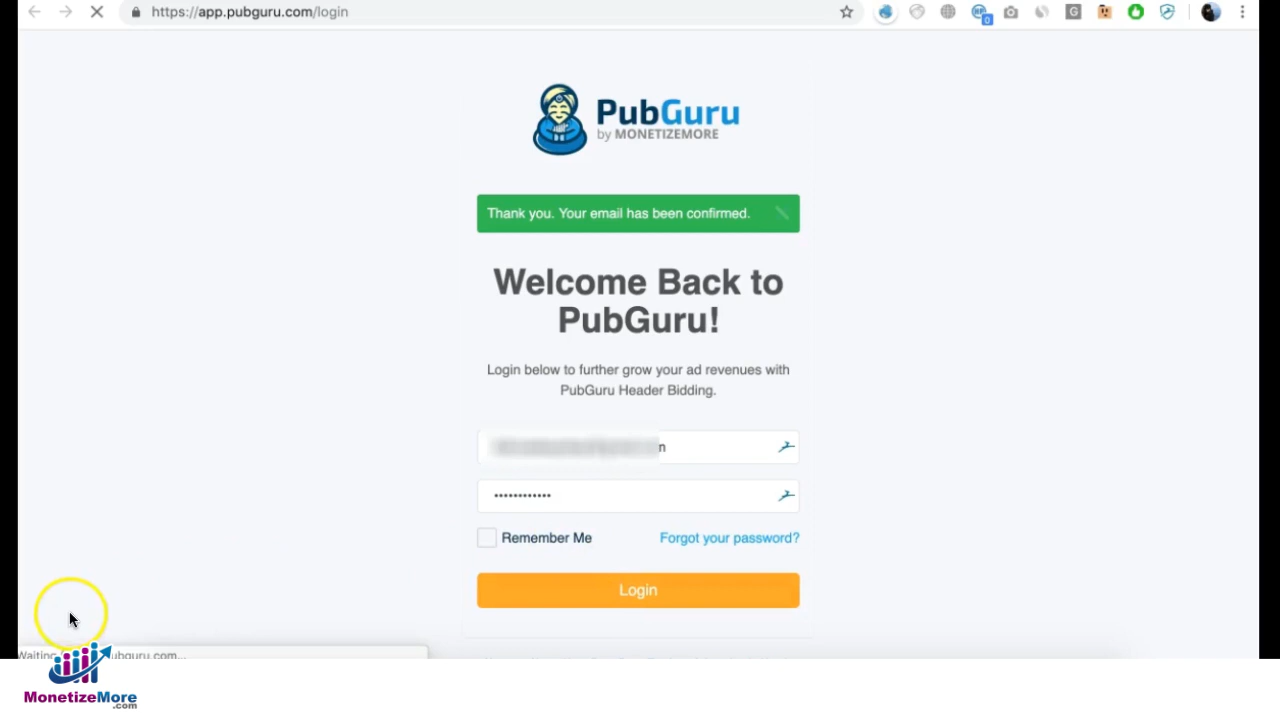 https://app.pubguru.com/login
0
G
PubGuru
by MONETIZEMORE
Thank you. Your email has been confirmed.
Welcome Back to
PubGuru!
Login below to further grow your ad revenues with
PubGuru Header Bidding.
Remember Me
Forgot your password?
Login
MonetizeMore
.com